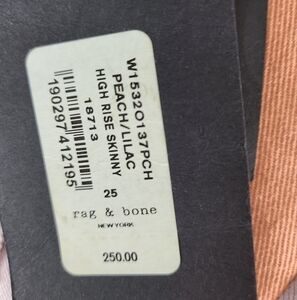 W1532O137PCH
PEACH/LILAC
HIGH RISE SKINNY
18713
190297412195
25
rag & bone
NEW YORK
250.00